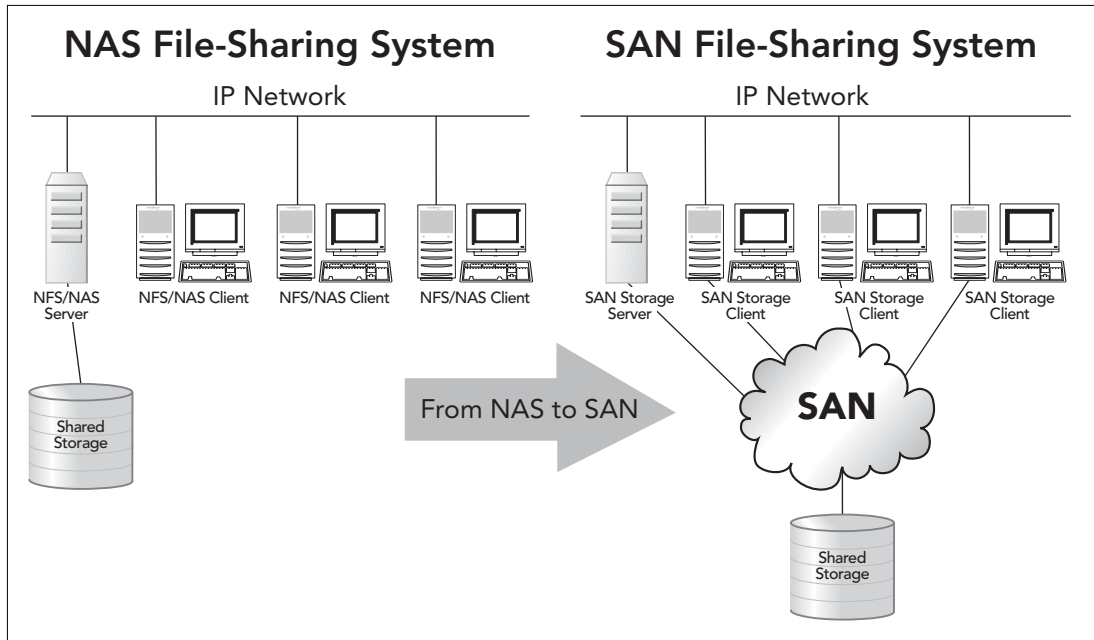 NAS File-Sharing System
IP Network
NFS/NAS
Server
NFS/NAS Client
NFS/NAS Client
NFS/NAS Client
Shared
Storage
From NAS to SAN
SAN File-Sharing System
IP Network
SAN Storage
Server
SAN Storage
Client
SAN Storage
Client
SAN Storage
Client
SAN
Shared
Storage